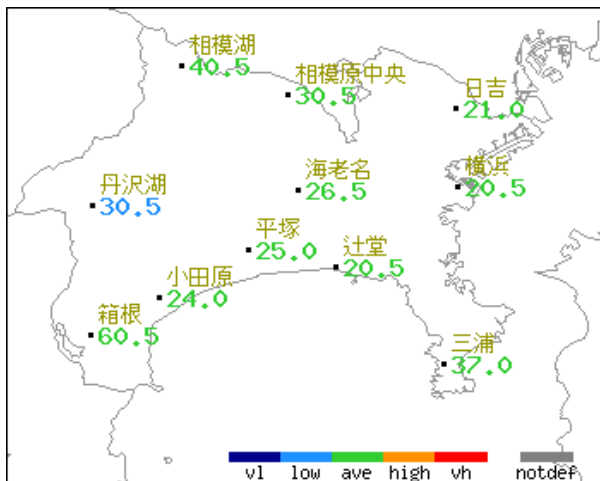 相模湖
40.5
相模原中央
30.5
日吉
21.0
海老名
26.5
横浜
20.5
丹沢湖
30.5
平塚
25.0
辻堂
20.5
小田原
24.0
箱根
60.5
三浦
37.0
vl low ave high vh notdef